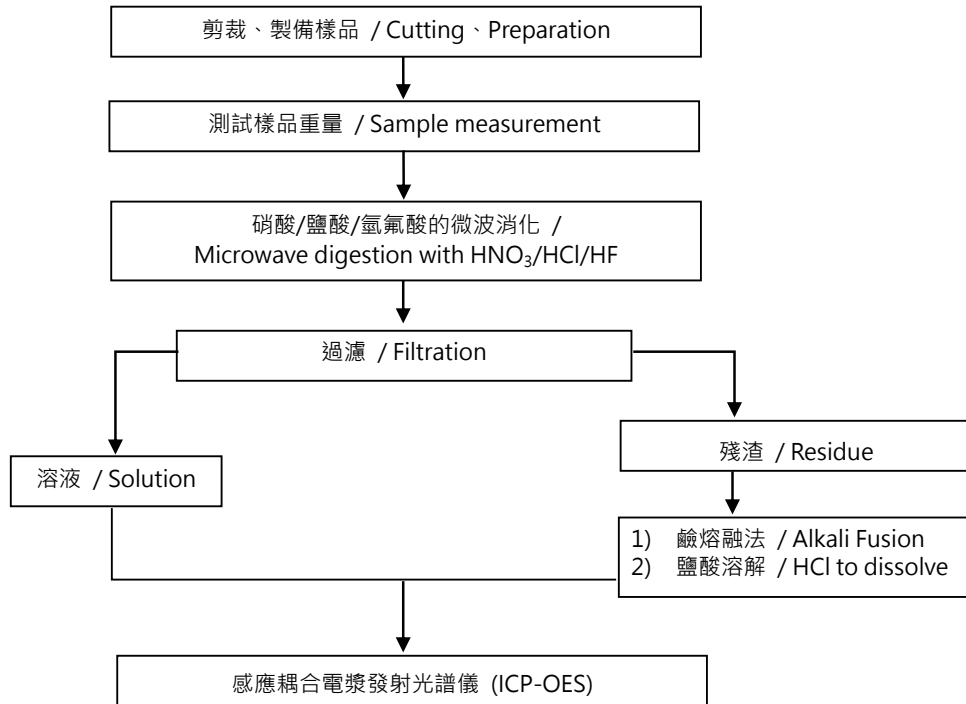 剪裁、製備樣品 / Cutting、Preparation
測試樣品重量 / Sample measurement
硝酸/鹽酸/氫氟酸的微波消化 /
Microwave digestion with HNO₃/HCl/HF
過濾 / Filtration
溶液 / Solution
殘渣 / Residue
1) 鹼熔融法 / Alkali Fusion
2) 鹽酸溶解 / HCl to dissolve
感應耦合電漿發射光譜儀 (ICP-OES)